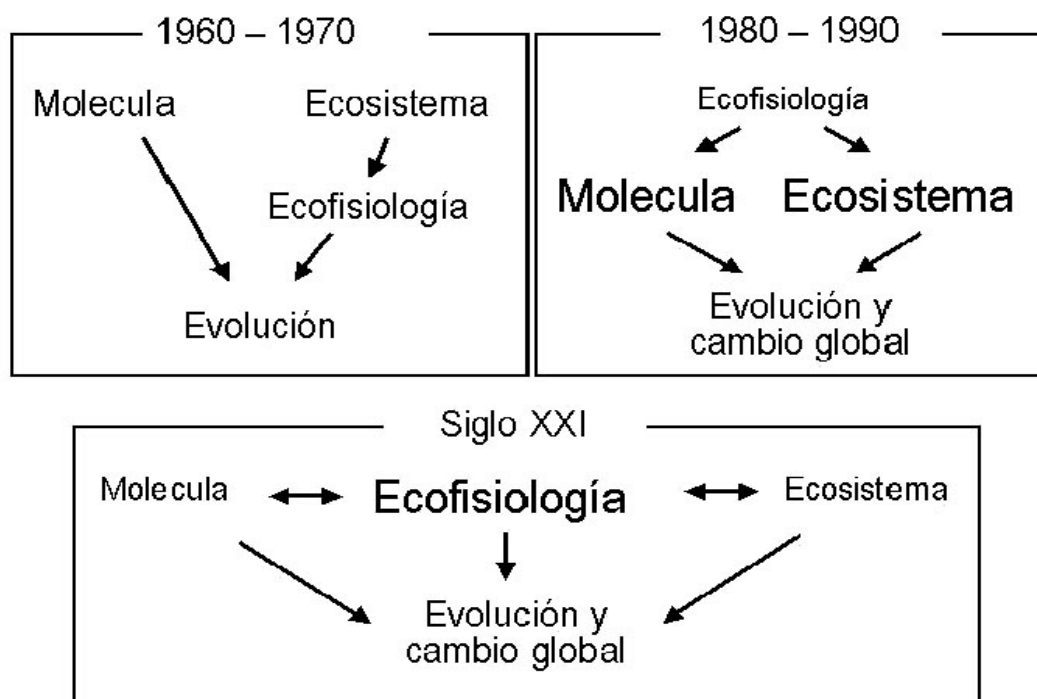 1960 – 1970
Molecula Ecosistema
Ecofisiología
Evolución
1980 – 1990
Ecofisiología
Molecula Ecosistema
Evolución y
cambio global
Siglo XXI
Molecula Ecofisiología Ecosistema
Evolución y
cambio global